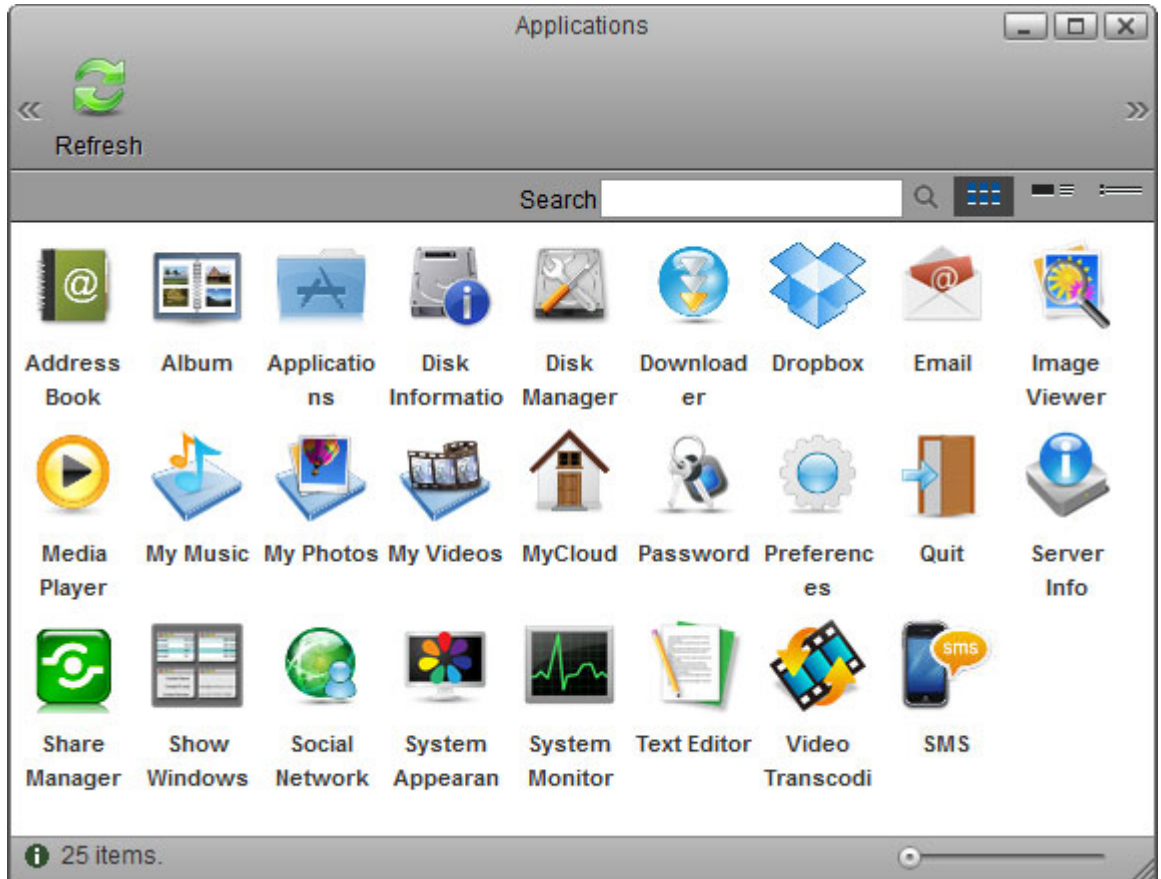 Applications
Refresh
Search
Address Album Applicatio Disk Disk Download Dropbox Email Image
Book ns Informatio Manager er Viewer
Media My Music My Photos My Videos MyCloud Password Preferenc Quit Server
Player es Info
sms
Share Show Social System System Text Editor Video SMS
Manager Windows Network Appearan Monitor Transcodi
25 items.